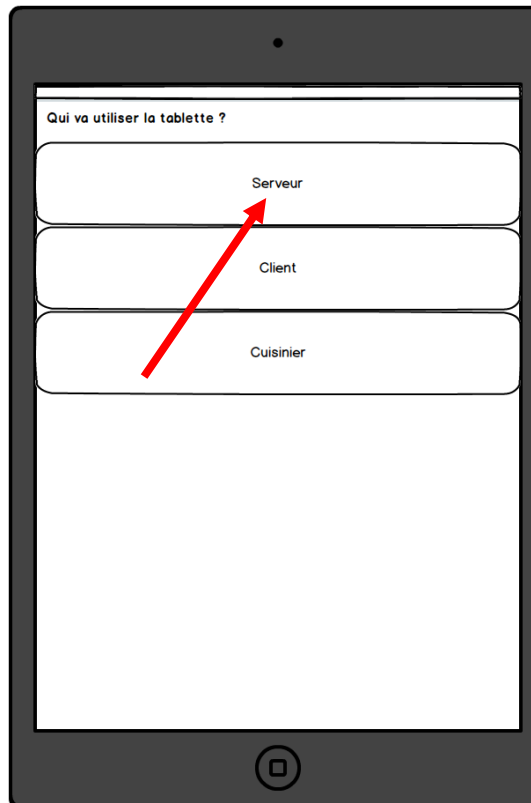 Qui va utiliser la tablette ?
Serveur
Client
Cuisinier